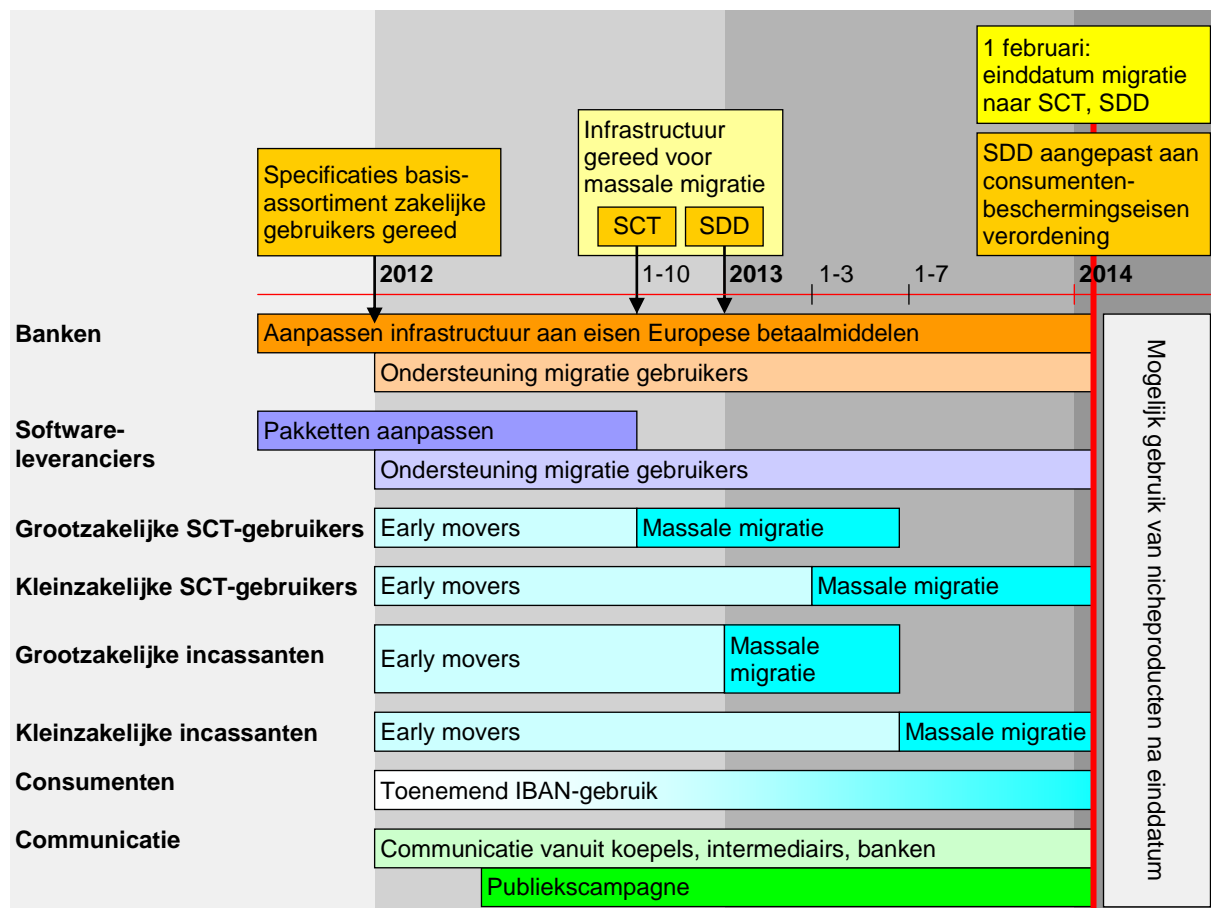 1 februari:
einddatum migratie
naar SCT, SDD
SDD aangepast aan
consumenten-
beschermingseisen
verordening
Infrastructuur
gereed voor
massale migratie
SCT
SDD
Specificaties basis-
assortiment zakelijke
gebruikers gereed
2012
1-10
2013
1-3
1-7
2014
Banken
Aanpassen infrastructuur aan eisen Europese betaalmiddelen
Ondersteuning migratie gebruikers
Software-
leveranciers
Pakketten aanpassen
Ondersteuning migratie gebruikers
Grootzakelijke SCT-gebruikers
Early movers
Massale migratie
Kleinzakelijke SCT-gebruikers
Early movers
Massale migratie
Grootzakelijke incassanten
Early movers
Massale
migratie
Kleinzakelijke incassanten
Early movers
Massale migratie
Consumenten
Toenemend IBAN-gebruik
Communicatie
Communicatie vanuit koepels, intermediairs, banken
Publiekscampagne
Mogelijk gebruik van nicheproducten na einddatum